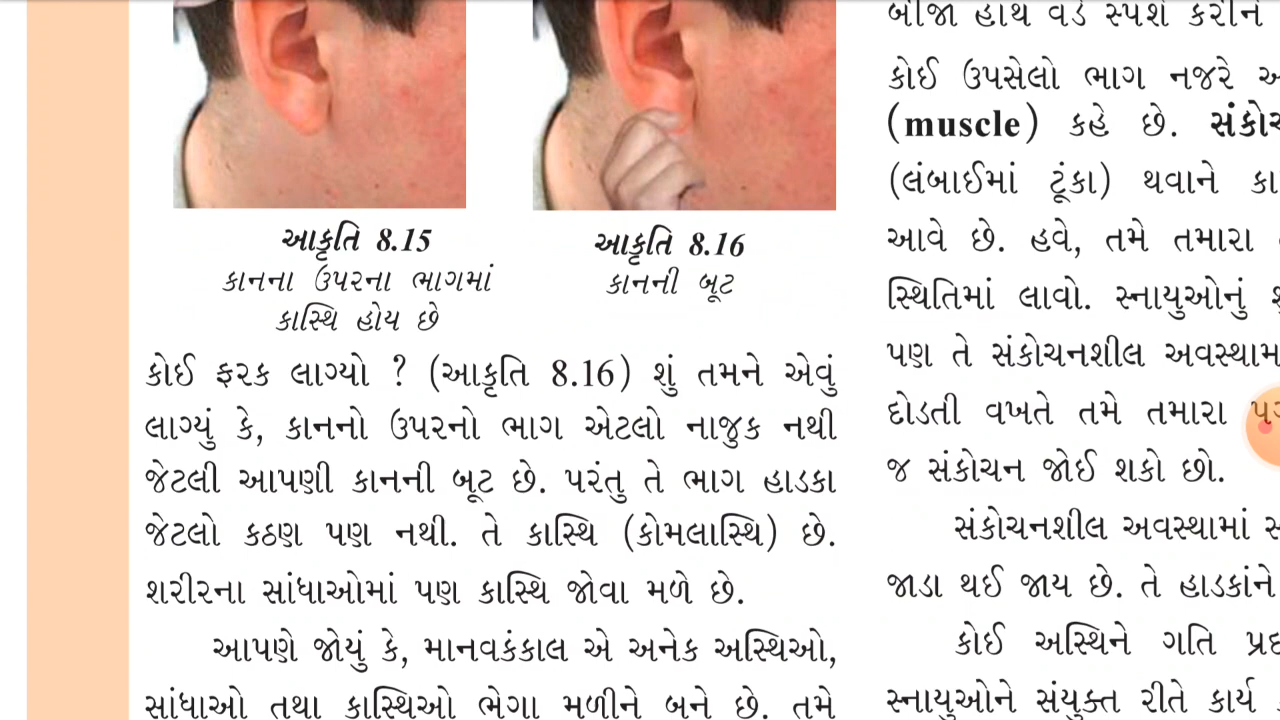 આકૃતિ 8.15
કાનના ઉપરના ભાગમાં
કાસ્થિ હોય છે
આકૃતિ 8.16
કાનની બૂટ
કોઈ ફરક લાગ્યો ? (આકૃતિ 8.16) શું તમને એવું
લાગ્યું કે, કાનનો ઉપરનો ભાગ એટલો નાજુક નથી
જેટલી આપણી કાનની બૂટ છે. પરંતુ તે ભાગ હાડકા
જેટલો કઠણ પણ નથી. તે કાસ્થિ (કોમલાસ્થિ) છે.
શરીરના સાંધાઓમાં પણ કાસ્થિ જોવા મળે છે.
આપણે જોયું કે, માનવકંકાલ એ અનેક અસ્થિઓ,
સાંધાઓ તથા કાસ્થિઓ ભેગા મળીને બને છે. તમે
બીજા હાથ વડે સ્પર્શ કરીને
કોઈ ઉપસેલો ભાગ નજરે
(muscle) કહે છે.
(લંબાઈમાં ટૂંકા) થવાને
આવે છે. હવે, તમે તમારા
સ્થિતિમાં લાવો. સ્નાયુઓનું
પણ તે સંકોચનશીલ
દોડતી વખતે તમે તમારા
જ સંકોચન જોઈ શકો છો.
સંકોચનશીલ અવસ્થામાં
જાડા થઈ જાય છે. તે હાડકાંને
કોઈ અસ્થિને ગતિ
સ્નાયુઓને સંયુક્ત રીતે કાર્ય